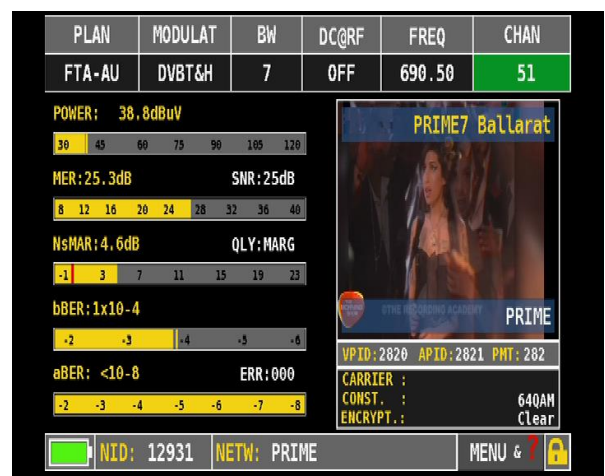 PLAN MODULAT BW DC@RF FREQ CHAN
FTA-AU DVBT&H 7 OFF 690.50 51
POWER: 38.8dBuV
30 45 60 75 90 105 120
MER:25.3dB SNR:25dB
8 12 16 20 24 28 32 36 40
NsMAR:4.6dB QLY:MARG
-1 3 7 11 15 19 23
bBER:1x10-4
-2 -3 -4 -5 -6
aBER: <10-8 ERR:000
-2 -3 -4 -5 -6 -7 -8
PRIME7 Ballarat
©THE RECORDING ACADEMY
PRIME
VPID:2820 APID:2821 PMT:282
CARRIER :
CONST. : 64QAM
ENCRYPT.: Clear
NID: 12931 NETW: PRIME MENU & ?